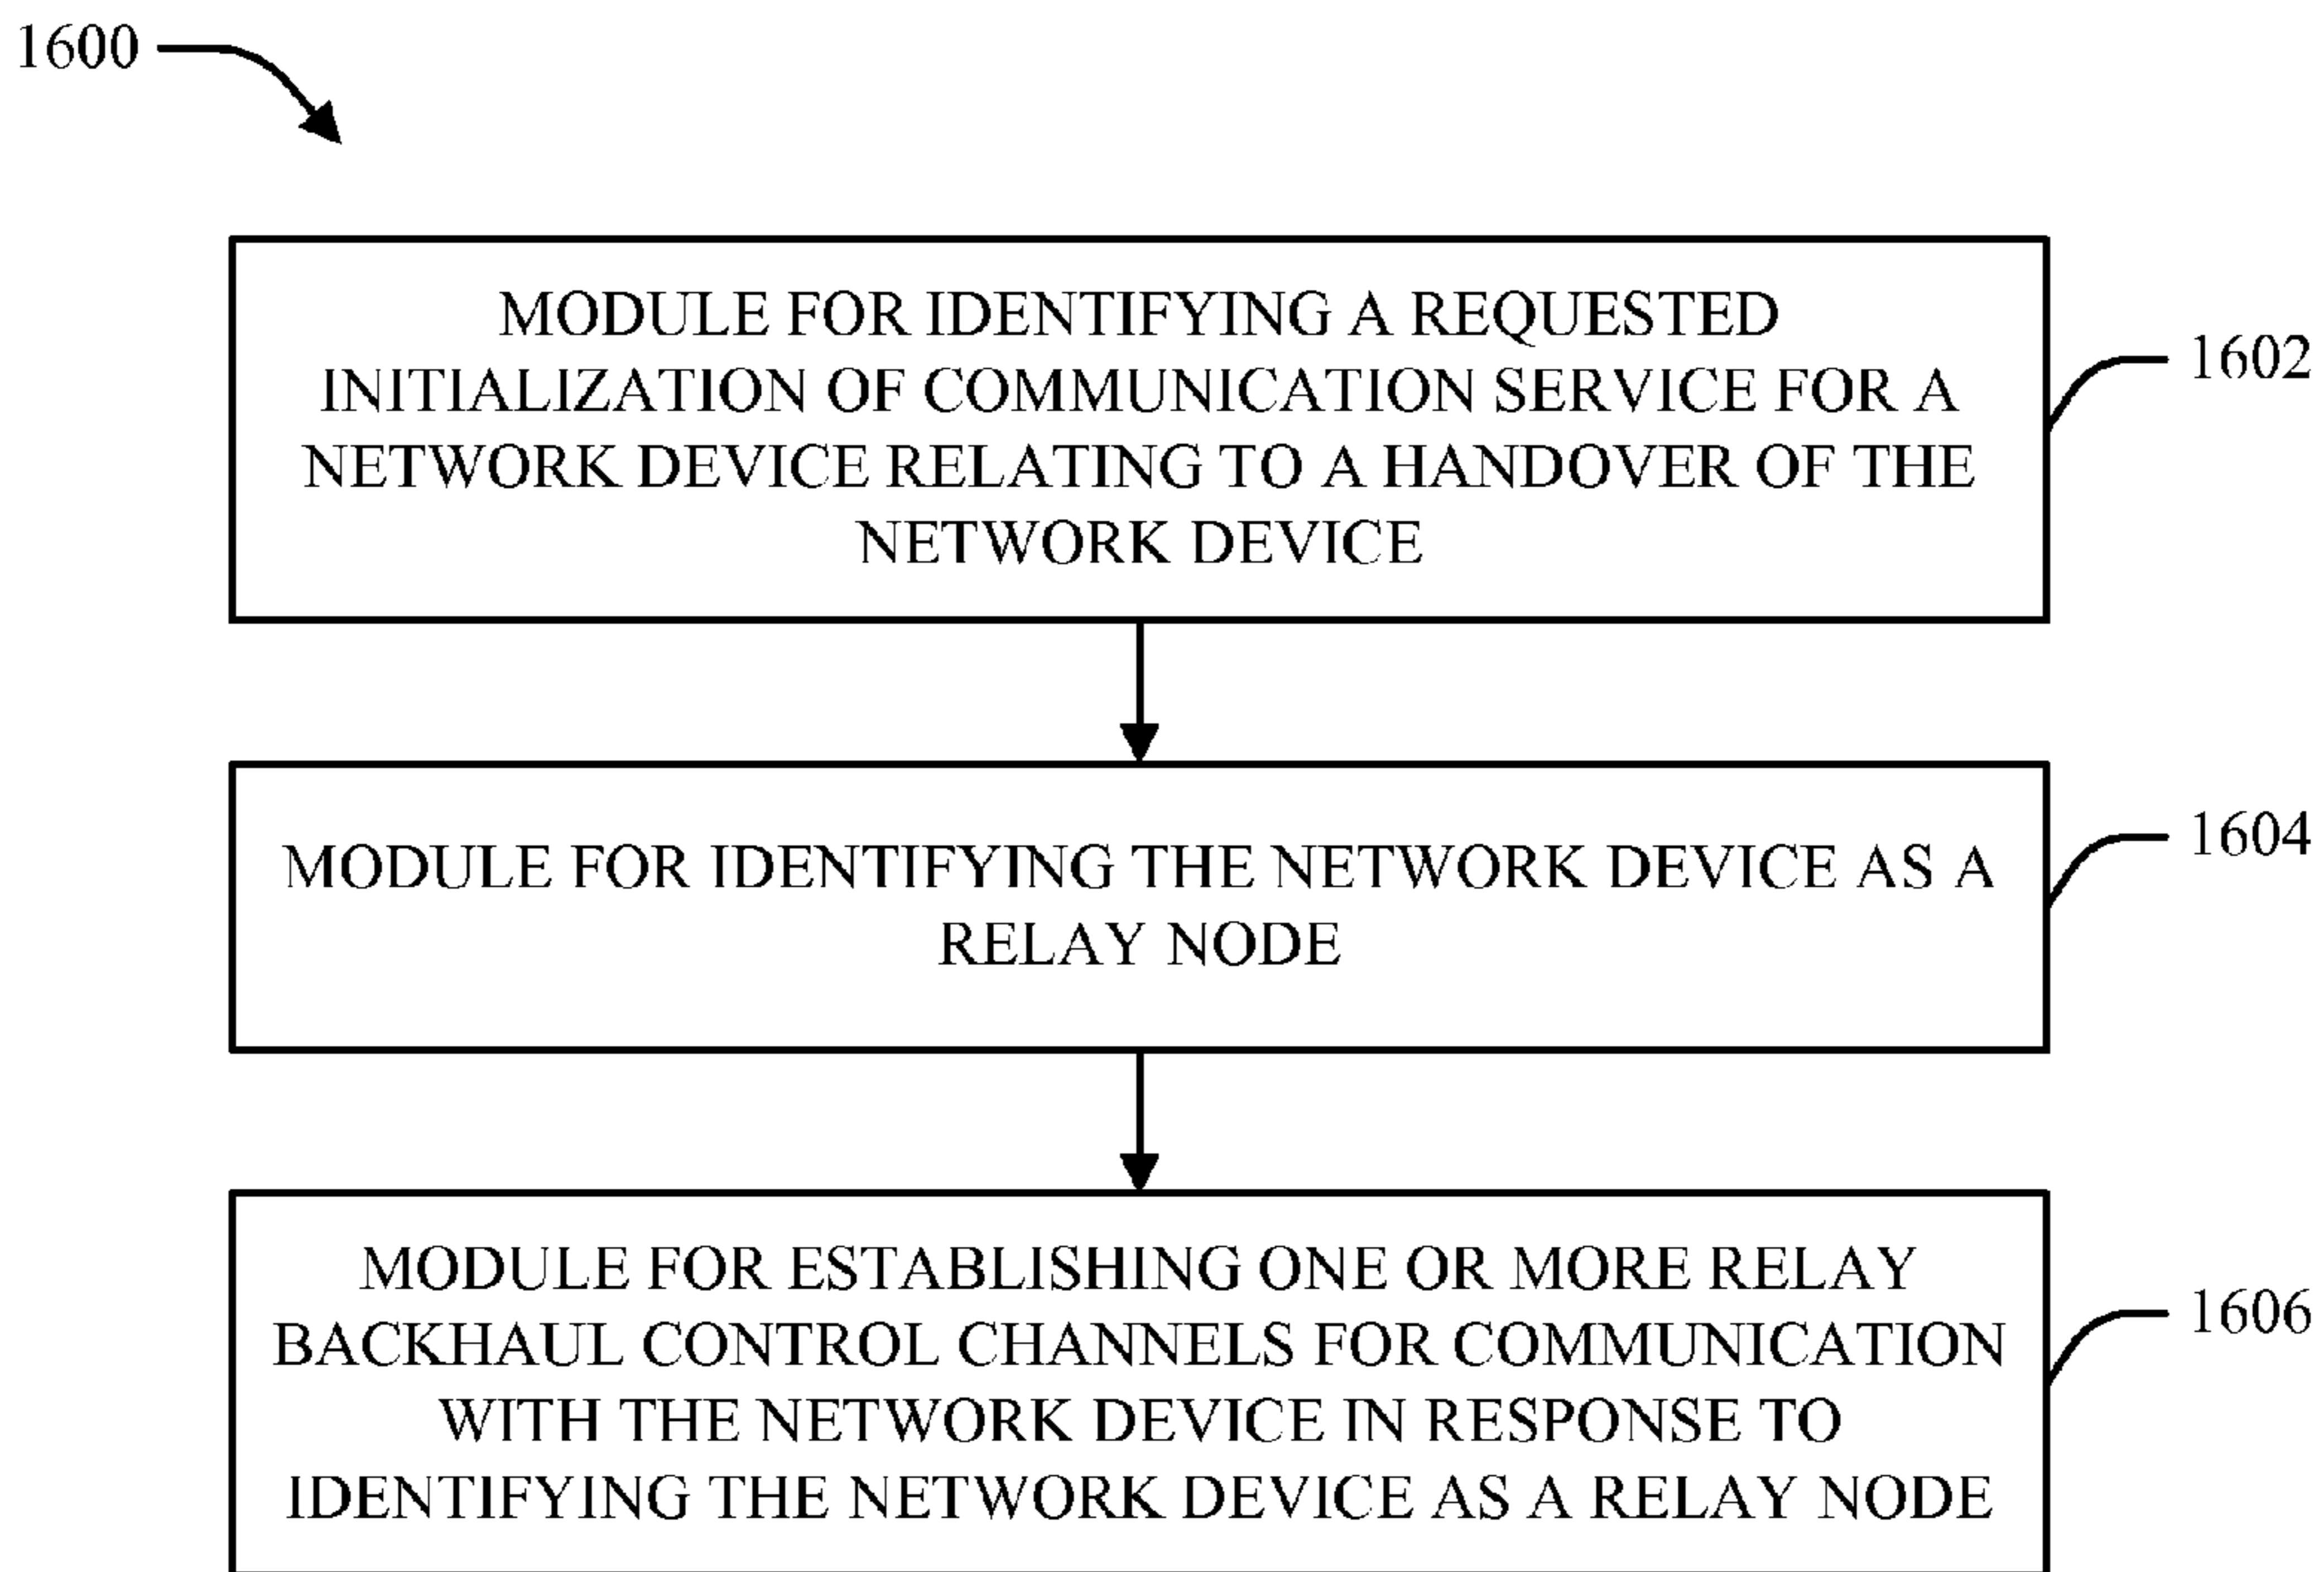 1600
MODULE FOR IDENTIFYING A REQUESTED
INITIALIZATION OF COMMUNICATION SERVICE FOR A
NETWORK DEVICE RELATING TO A HANDOVER OF THE
NETWORK DEVICE
1602
MODULE FOR IDENTIFYING THE NETWORK DEVICE AS A
RELAY NODE
1604
MODULE FOR ESTABLISHING ONE OR MORE RELAY
BACKHAUL CONTROL CHANNELS FOR COMMUNICATION
WITH THE NETWORK DEVICE IN RESPONSE TO
IDENTIFYING THE NETWORK DEVICE AS A RELAY NODE
1606